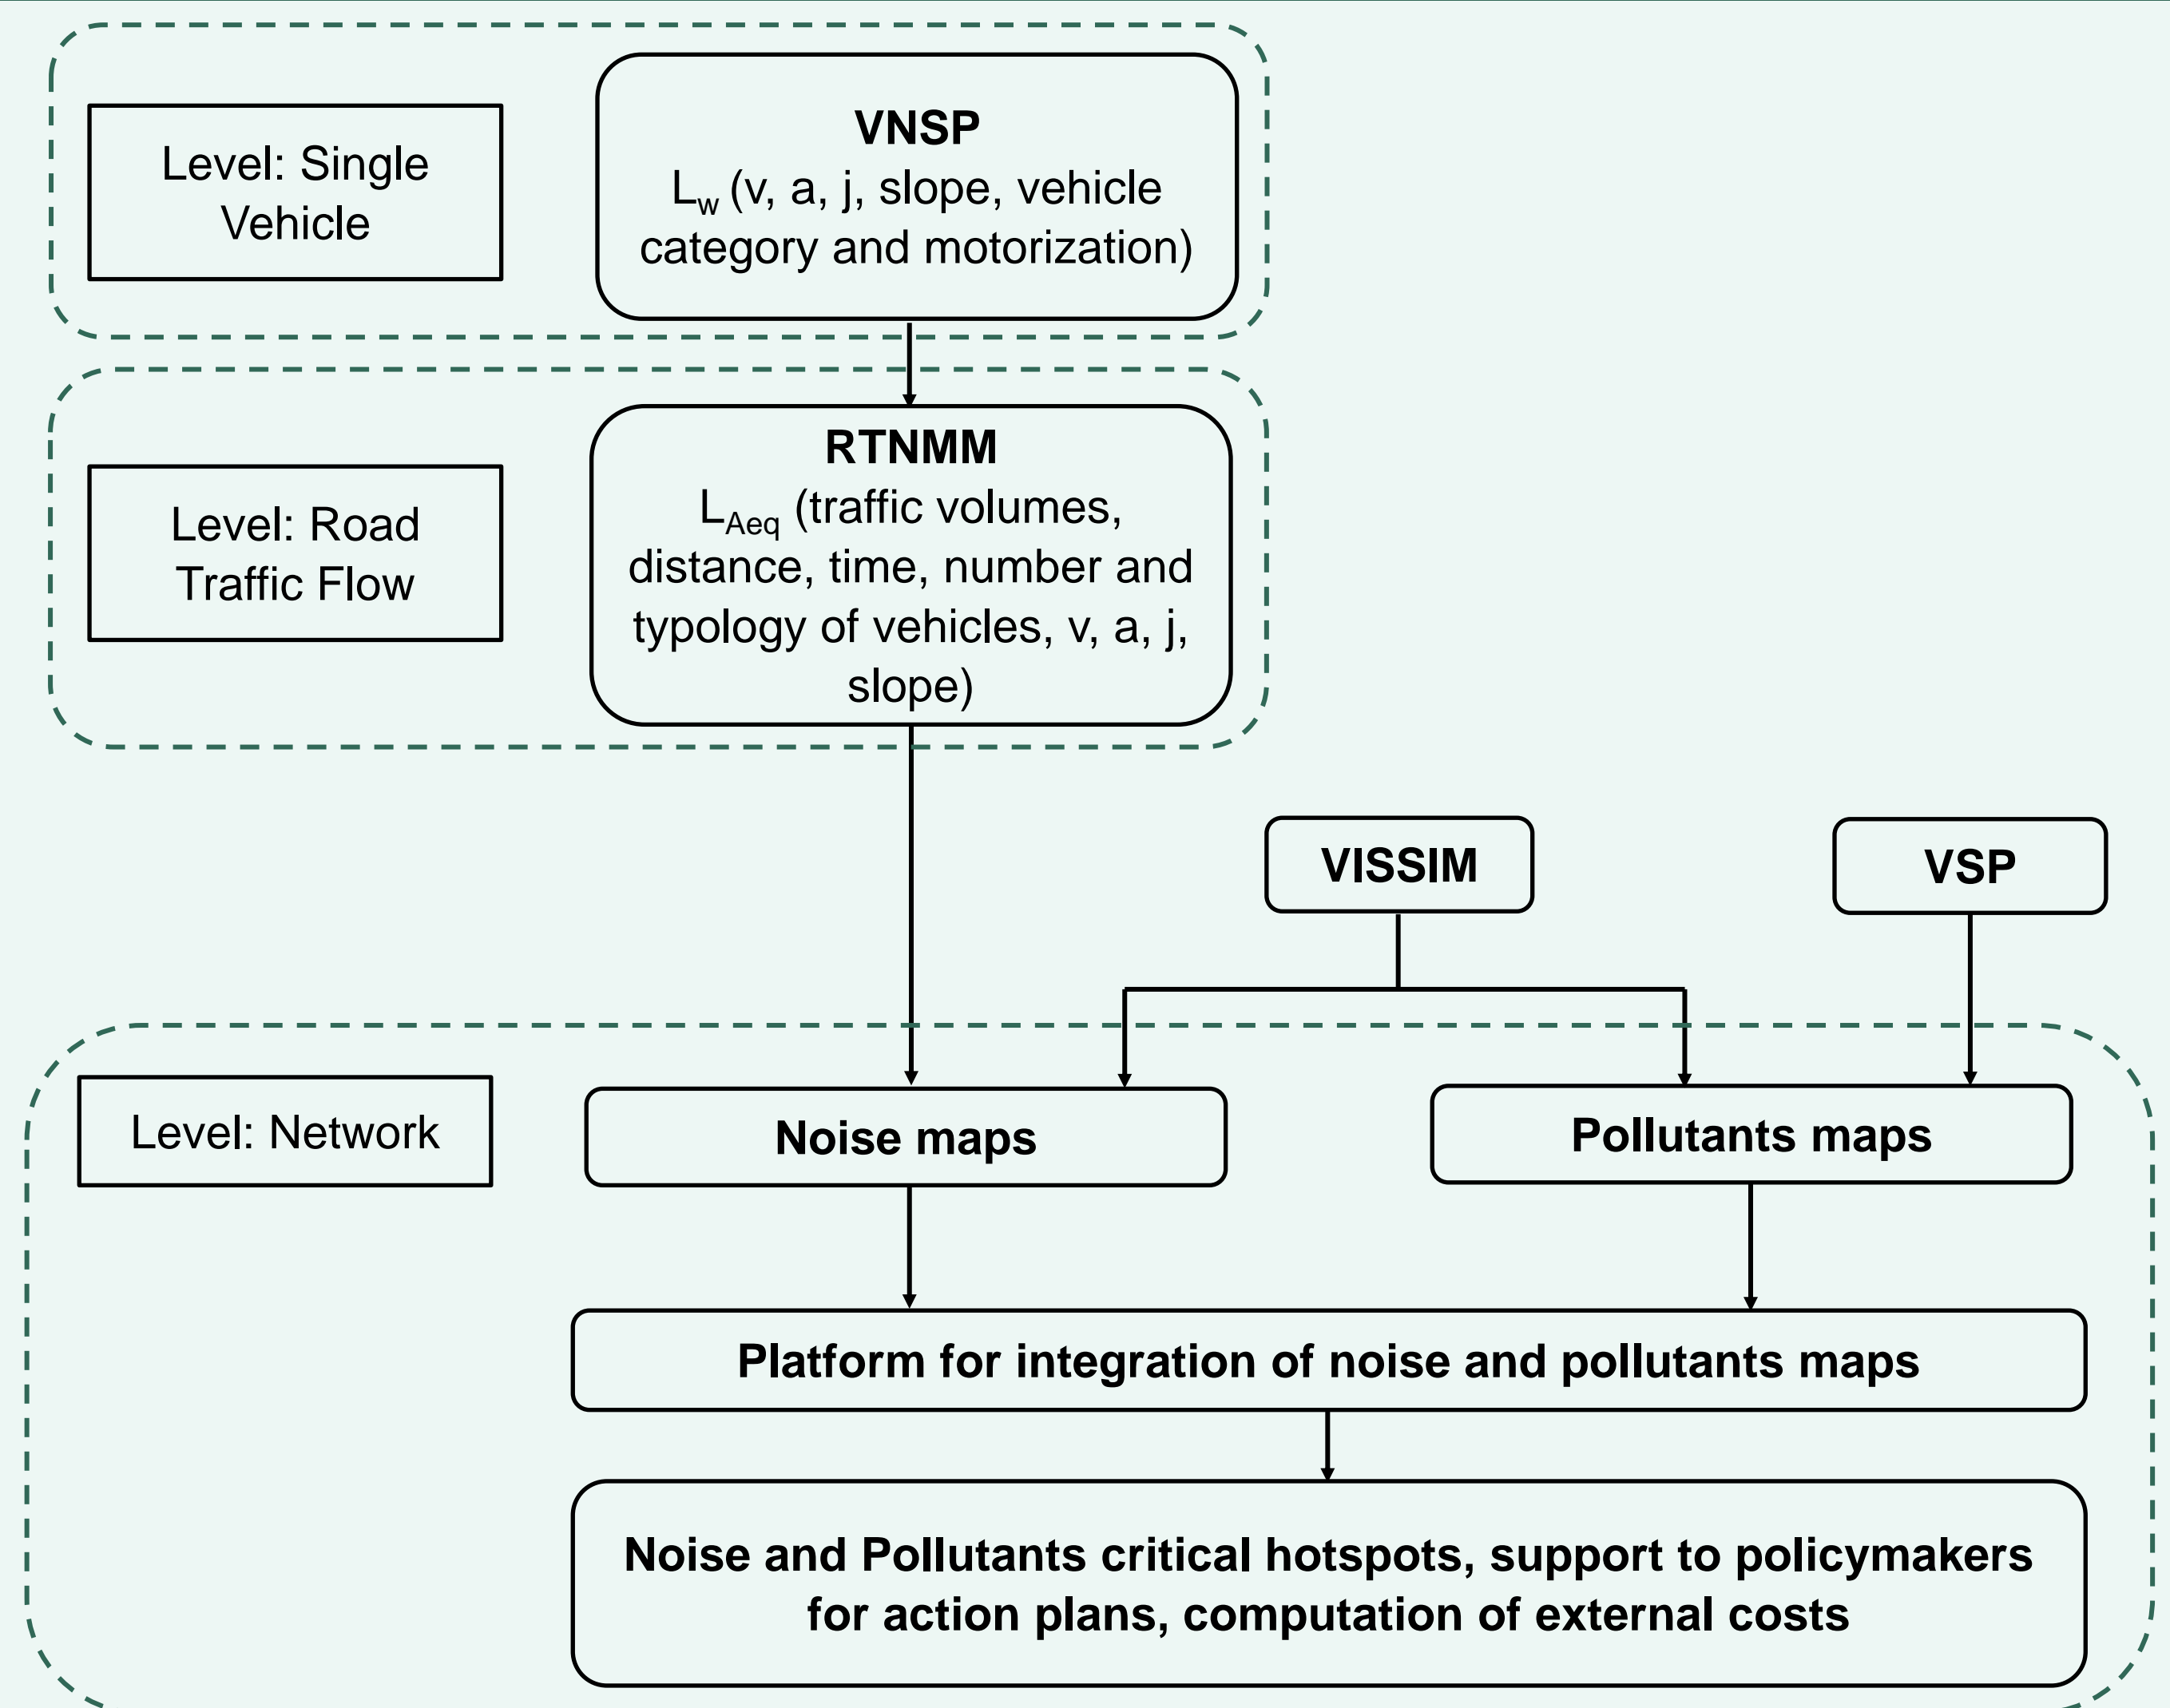 Level: Single
Vehicle
VNSP
Lw (v, a, j, slope, vehicle
category and motorization)
Level: Road
Traffic Flow
RTNMM
LAeq (traffic volumes,
distance, time, number and
typology of vehicles, v, a, j,
slope)
VISSIM
VSP
Level: Network
Noise maps
Pollutants maps
Platform for integration of noise and pollutants maps
Noise and Pollutants critical hotspots, support to policymakers
for action plans, computation of external costs